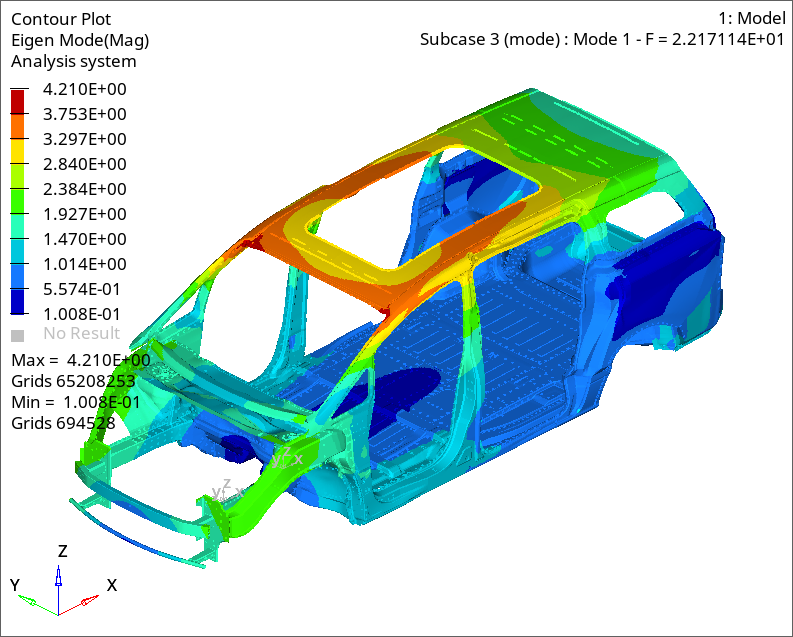 Contour Plot
Eigen Mode(Mag)
Analysis system
1: Model
Subcase 3 (mode) : Mode 1 - F = 2.217114E+01
4.210E+00
3.753E+00
3.297E+00
2.840E+00
2.384E+00
1.927E+00
1.470E+00
1.014E+00
5.574E-01
1.008E-01
No Result
Max = 4.210E+00
Grids 65208253
Min = 1.008E-01
Grids 694528
Z
Y X
Z
Y X
Z
Y X